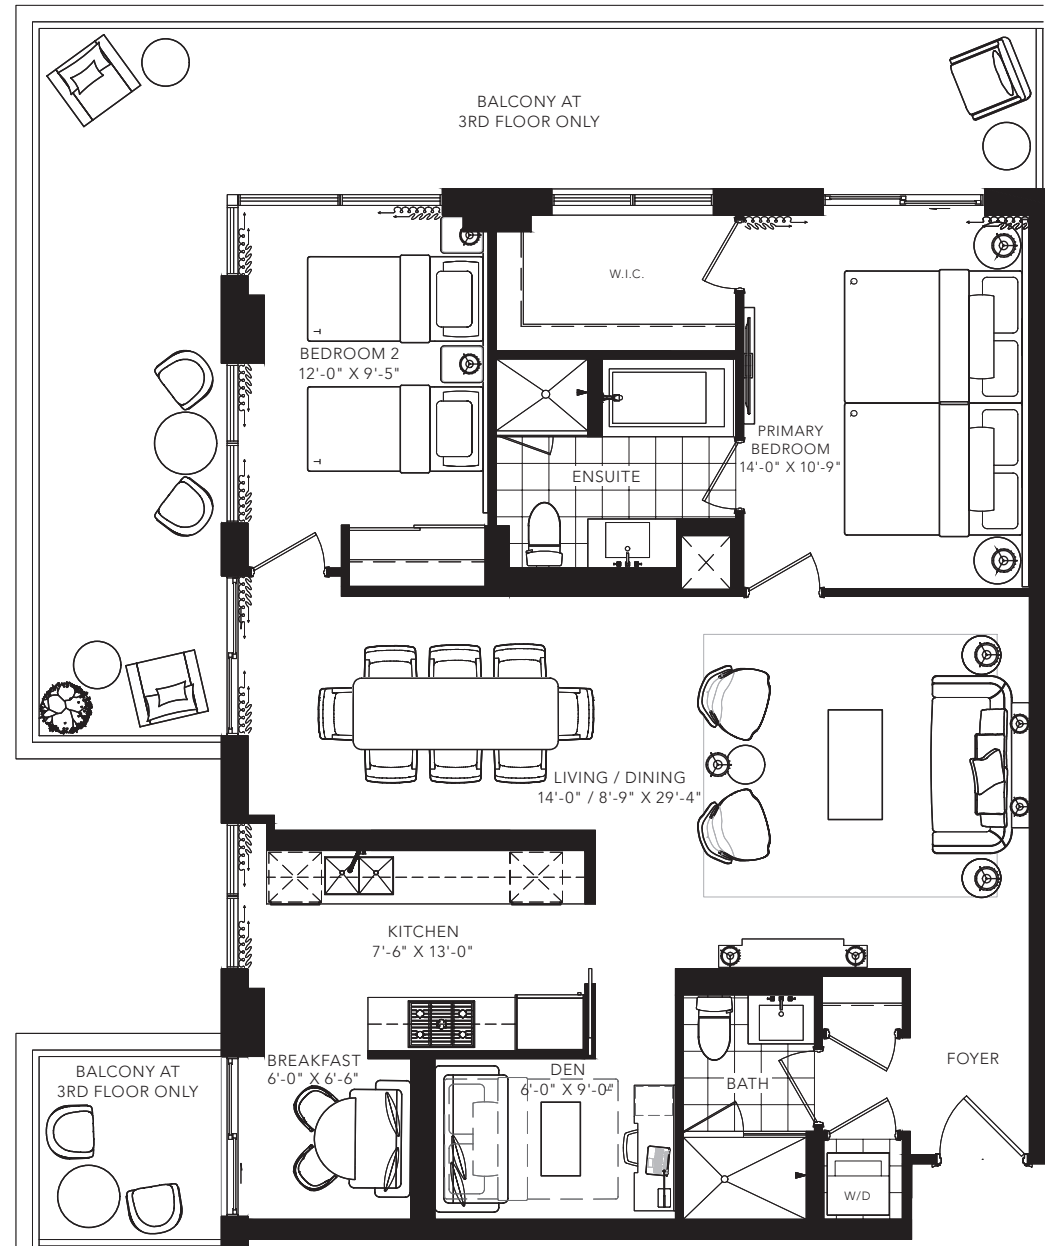 BALCONY AT
3RD FLOOR ONLY
W.I.C.
BEDROOM 2
12'-0" X 9'-5"
PRIMARY
BEDROOM
14'-0" X 10'-9"
ENSUITE
LIVING / DINING
14'-0" / 8'-9" X 29'-4"
KITCHEN
7'-6" X 13'-0"
BREAKFAST
6'-0" X 6'-6"
DEN
6'-0" X 9'-0"
BALCONY AT
3RD FLOOR ONLY
BATH
FOYER
W/D